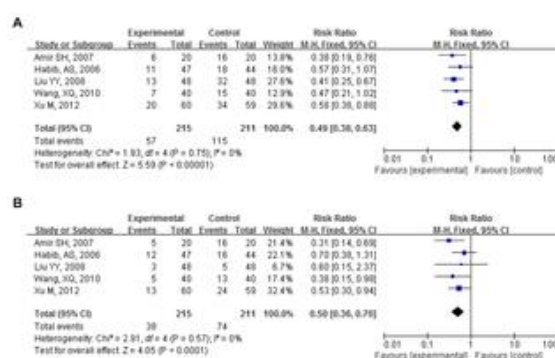 A
Experimental Control Risk Ratio Risk Ratio
Study or Subgroup Events Total Events Total Weight M-H, Fixed, 95% CI M-H, Fixed, 95% CI
Amir SH, 2007 6 20 16 20 13.8% 0.38 [0.19, 0.76]
Habib, AS, 2006 11 47 18 44 0.57 [0.31, 1.07]
Liu YY, 2008 13 48 32 48 0.41 [0.25, 0.67]
Wang, XQ, 2010 7 40 15 40 0.47 [0.21, 1.02]
Xu M, 2012 20 60 34 59 29.6% 0.58 [0.38, 0.88]
Total (95% CI) 215 211 100.0% 0.49 [0.38, 0.63]
Total events 57 115
Heterogeneity: Chi² = 1.93, df = 4 (P = 0.75); I² = 0%
Test for overall effect: Z = 5.59 (P < 0.00001)
0.01 0.1 1 10 100
Favours [experimental] Favours [control]
B
Experimental Control Risk Ratio Risk Ratio
Study or Subgroup Events Total Events Total Weight M-H, Fixed, 95% CI M-H, Fixed, 95% CI
Amir SH, 2007 5 20 16 20 21.4% 0.31 [0.14, 0.69]
Habib, AS, 2006 12 47 16 44 0.70 [0.38, 1.31]
Liu YY, 2008 3 48 5 48 6.7% 0.60 [0.15, 2.37]
Wang, XQ, 2010 5 40 13 40 17.4% 0.38 [0.15, 0.98]
Xu M, 2012 13 60 24 59 32.4% 0.53 [0.30, 0.94]
Total (95% CI) 215 211 100.0% 0.50 [0.36, 0.70]
Total events 38 74
Heterogeneity: Chi² = 2.91, df = 4 (P = 0.57); I² = 0%
Test for overall effect: Z = 4.05 (P < 0.0001)
0.01 0.1 1 10 100
Favours [experimental] Favours [control]